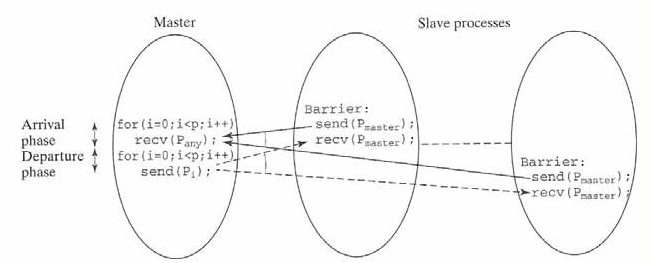 Master
Slave processes
Arrival
phase
Departure
phase
for(i=0;i<p;i++)
recv(Pany);
for(i=0;i<p;i++)
send(Pi);
Barrier:
send(Pmaster);
recv(Pmaster);
Barrier:
send(Pmaster);
recv(Pmaster);